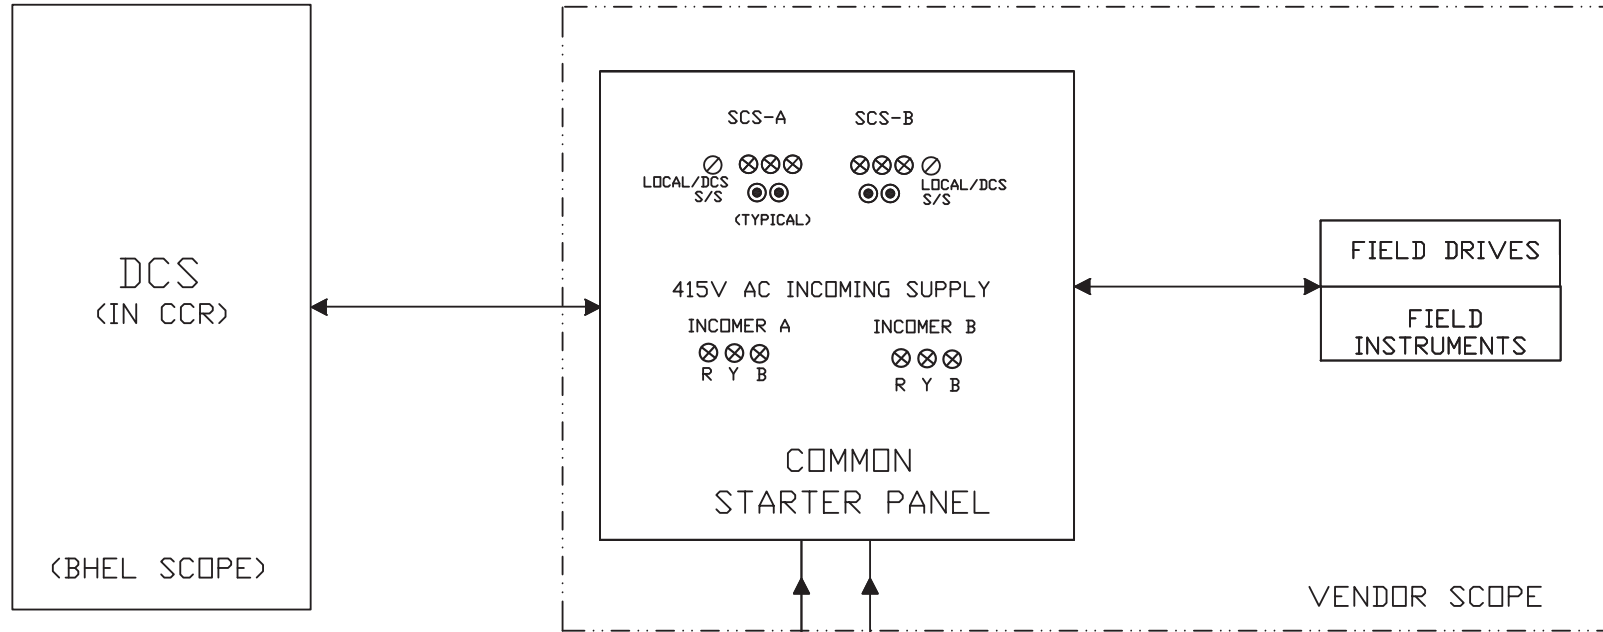 SCS-A
SCS-B
LOCAL/DCS
S/S
LOCAL/DCS
S/S
(TYPICAL)
DCS
(IN CCR)
415V AC INCOMING SUPPLY
INCOMER A
INCOMER B
R Y B
R Y B
FIELD DRIVES
FIELD
INSTRUMENTS
COMMON
STARTER PANEL
(BHEL SCOPE)
VENDOR SCOPE